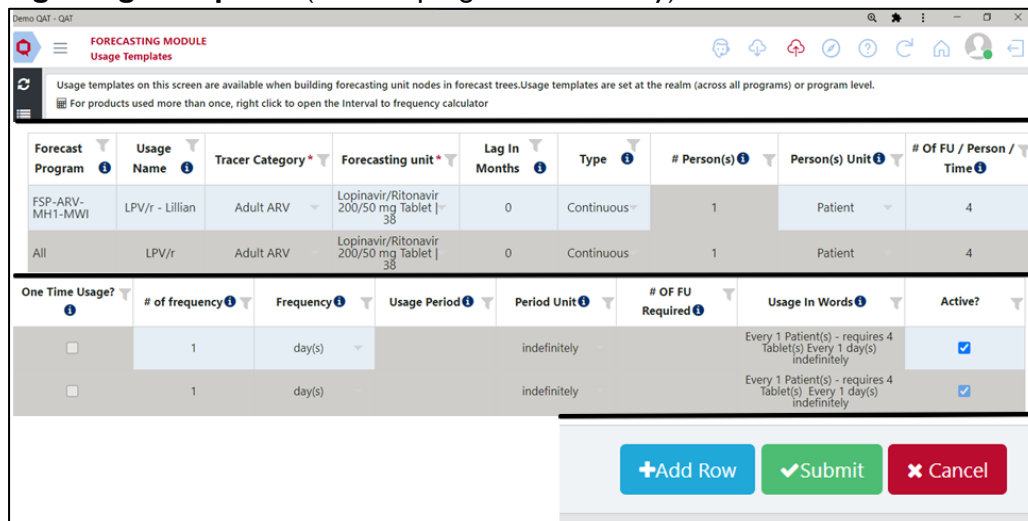 Demo QAT - QAT
FORECASTING MODULE
Usage Templates
Usage templates on this screen are available when building forecasting unit nodes in forecast trees.Usage templates are set at the realm (across all programs) or program level.
For products used more than once, right click to open the Interval to frequency calculator
Forecast Program
Usage Name
Tracer Category *
Forecasting unit *
Lag In Months
Type
# Person(s)
Person(s) Unit
# Of FU / Person / Time
FSP-ARV-MH1-MWI
LPV/r - Lillian
Adult ARV
Lopinavir/Ritonavir 200/50 mg Tablet | 38
0
Continuous
1
Patient
4
All
LPV/r
Adult ARV
Lopinavir/Ritonavir 200/50 mg Tablet | 38
0
Continuous
1
Patient
4
One Time Usage?
# of frequency
Frequency
Usage Period
Period Unit
# OF FU Required
Usage In Words
Active?
1
day(s)
indefinitely
Every 1 Patient(s) - requires 4 Tablet(s) Every 1 day(s) indefinitely
1
day(s)
indefinitely
Every 1 Patient(s) - requires 4 Tablet(s) Every 1 day(s) indefinitely
Add Row
Submit
Cancel